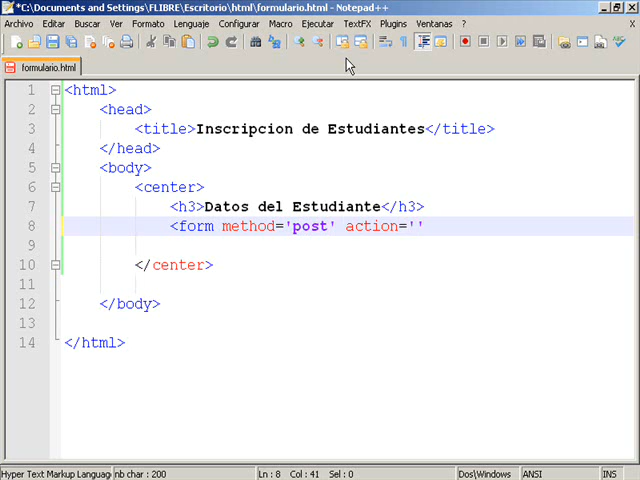 *C:\Documents and Settings\FLIBRE\Escritorio\html\formulario.html - Notepad++
Archivo Editar Buscar Ver Formato Lenguaje Configurar Macro Ejecutar TextFX Plugins Ventanas ?
formulario.html
1 <html>
2 <head>
3 <title>Inscripcion de Estudiantes</title>
4 </head>
5 <body>
6 <center>
7 <h3>Datos del Estudiante</h3>
8 <form method='post' action=''
9
10 </center>
11
12 </body>
13
14 </html>
Hyper Text Markup Languag nb char : 200 Ln : 8 Col : 41 Sel : 0 Dos\Windows ANSI INS